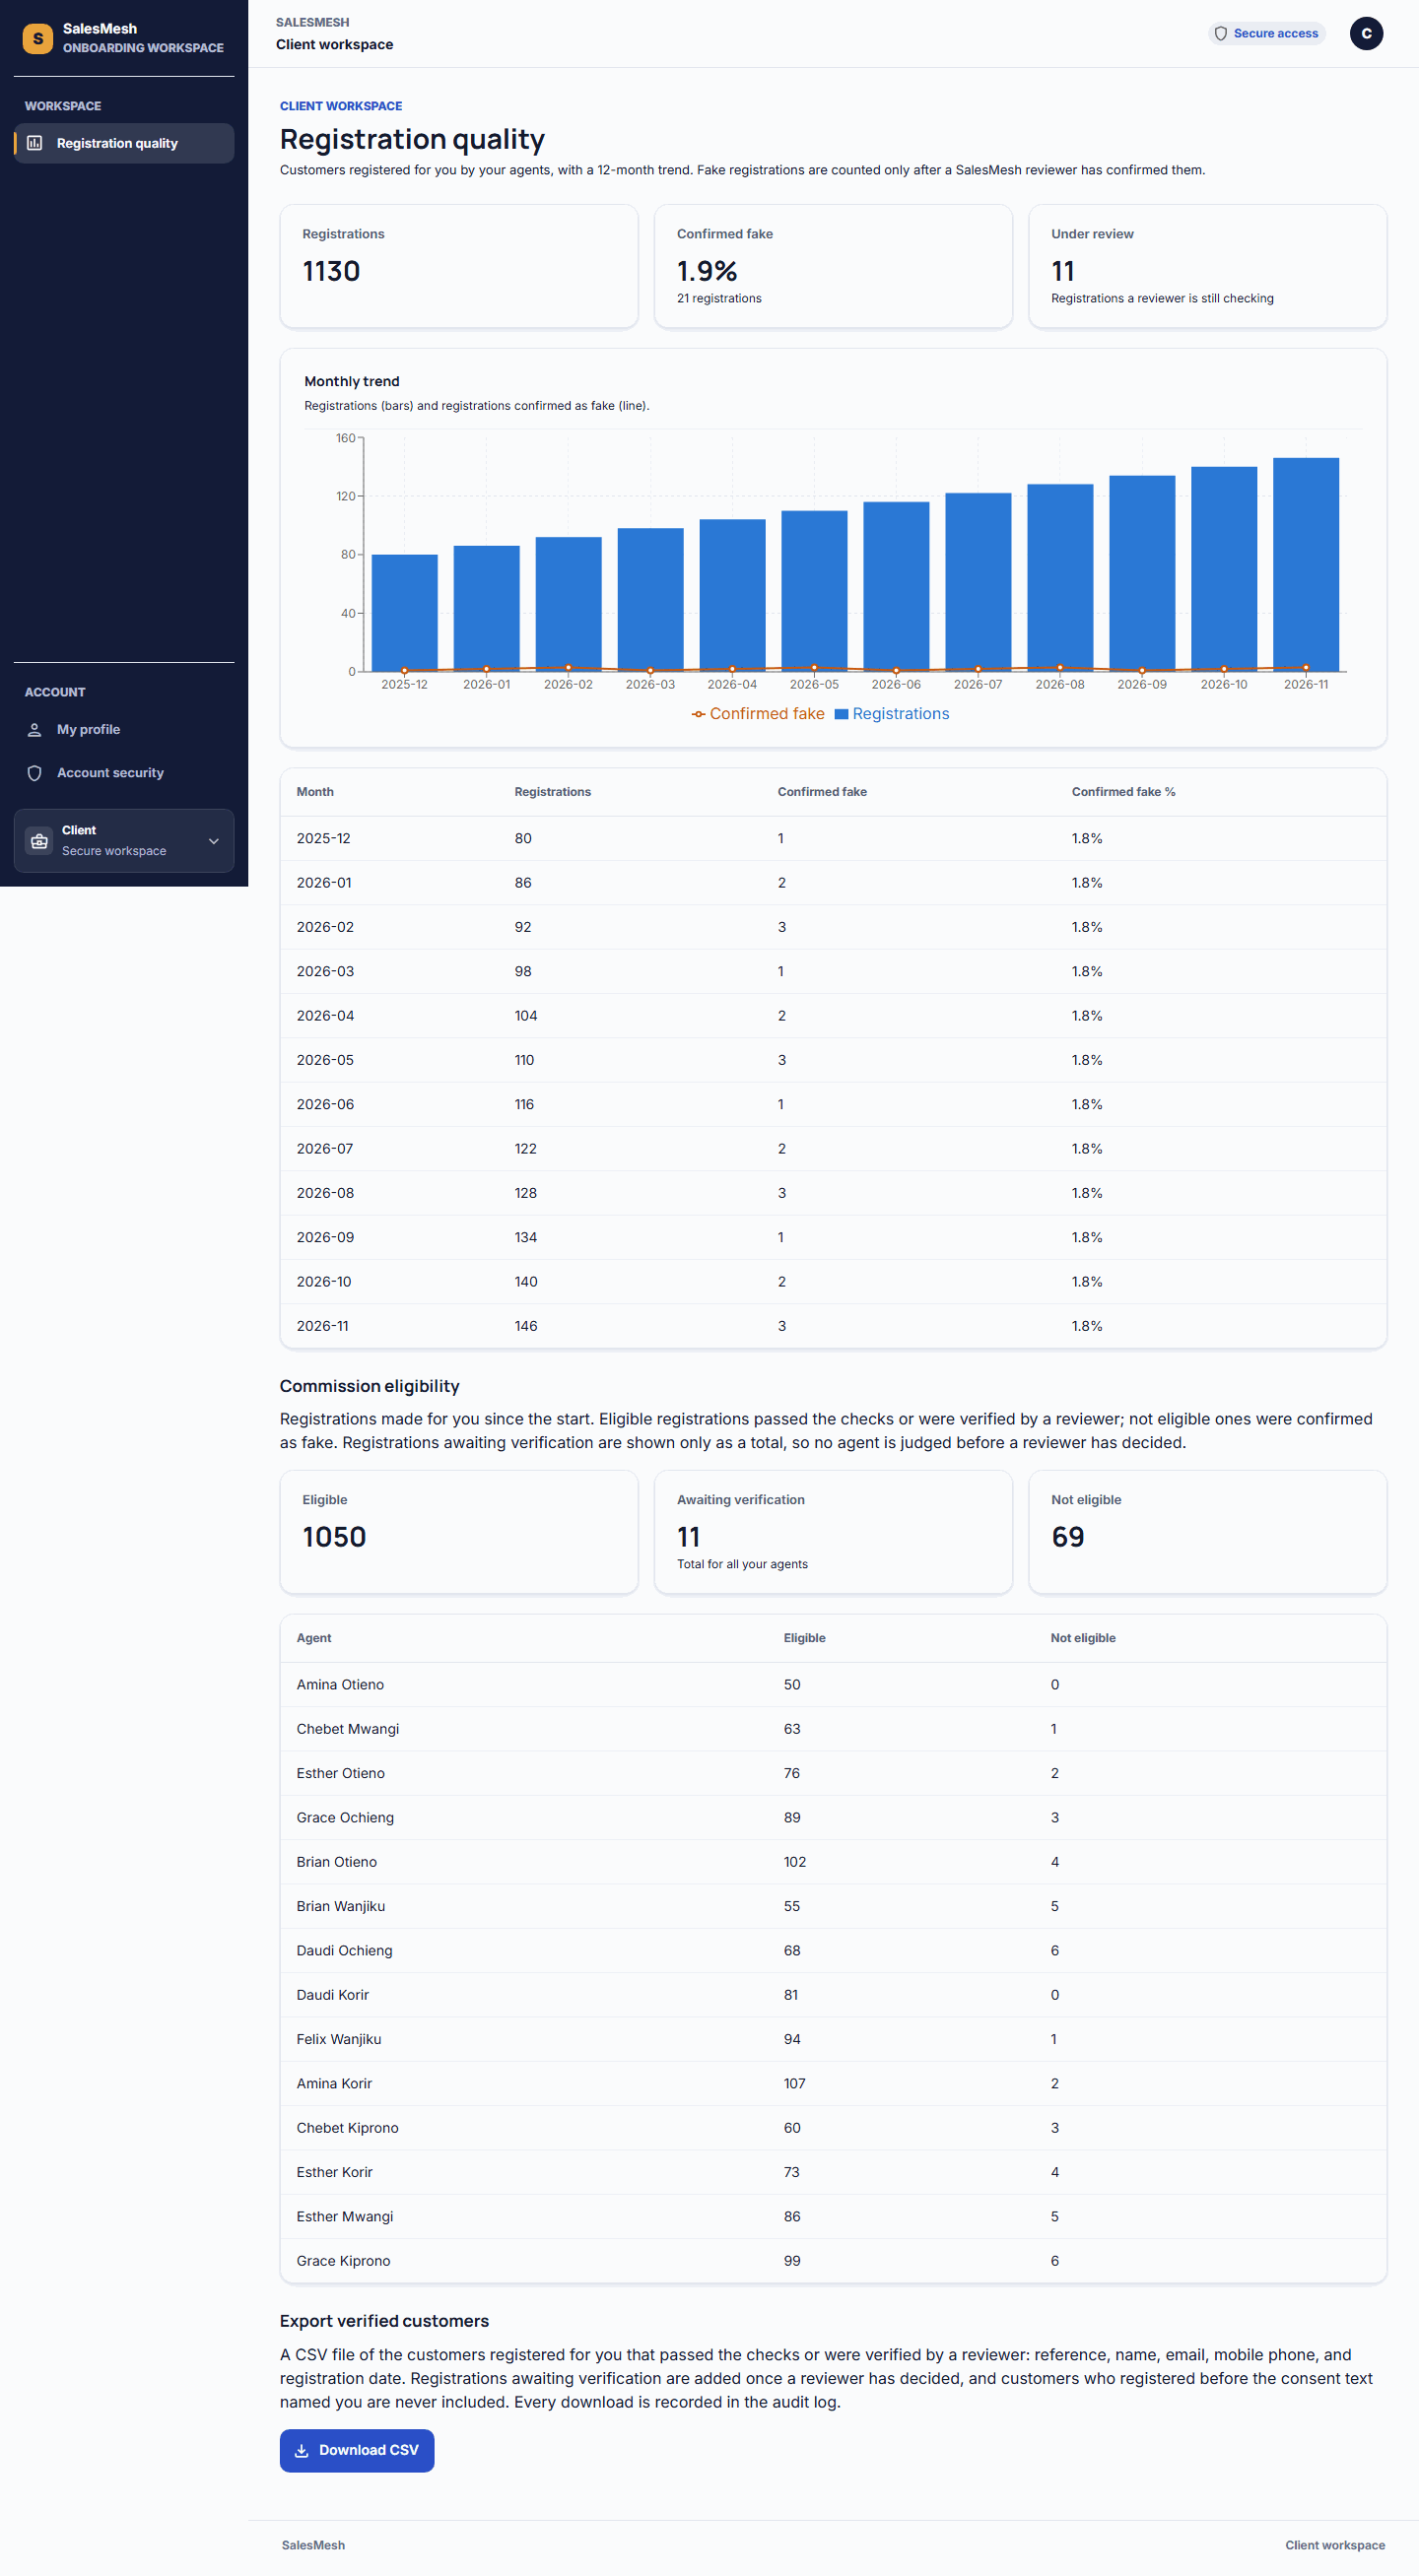 S
SalesMesh
ONBOARDING WORKSPACE
WORKSPACE
Registration quality
ACCOUNT
My profile
Account security
Client
Secure workspace
SALESMESH
Client workspace
Secure access
C
CLIENT WORKSPACE
Registration quality
Customers registered for you by your agents, with a 12-month trend. Fake registrations are counted only after a SalesMesh reviewer has confirmed them.
Registrations
1130
Confirmed fake
1.9%
21 registrations
Under review
11
Registrations a reviewer is still checking
Monthly trend
Registrations (bars) and registrations confirmed as fake (line).
160
120
80
40
0
2025-12 2026-01 2026-02 2026-03 2026-04 2026-05 2026-06 2026-07 2026-08 2026-09 2026-10 2026-11
Confirmed fake Registrations
Month Registrations Confirmed fake Confirmed fake %
2025-12 80 1 1.8%
2026-01 86 2 1.8%
2026-02 92 3 1.8%
2026-03 98 1 1.8%
2026-04 104 2 1.8%
2026-05 110 3 1.8%
2026-06 116 1 1.8%
2026-07 122 2 1.8%
2026-08 128 3 1.8%
2026-09 134 1 1.8%
2026-10 140 2 1.8%
2026-11 146 3 1.8%
Commission eligibility
Registrations made for you since the start. Eligible registrations passed the checks or were verified by a reviewer; not eligible ones were confirmed
as fake. Registrations awaiting verification are shown only as a total, so no agent is judged before a reviewer has decided.
Eligible
1050
Awaiting verification
11
Total for all your agents
Not eligible
69
Agent Eligible Not eligible
Amina Otieno 50 0
Chebet Mwangi 63 1
Esther Otieno 76 2
Grace Ochieng 89 3
Brian Otieno 102 4
Brian Wanjiku 55 5
Daudi Ochieng 68 6
Daudi Korir 81 0
Felix Wanjiku 94 1
Amina Korir 107 2
Chebet Kiprono 60 3
Esther Korir 73 4
Esther Mwangi 86 5
Grace Kiprono 99 6
Export verified customers
A CSV file of the customers registered for you that passed the checks or were verified by a reviewer: reference, name, email, mobile phone, and
registration date. Registrations awaiting verification are added once a reviewer has decided, and customers who registered before the consent text
named you are never included. Every download is recorded in the audit log.
Download CSV
SalesMesh
Client workspace